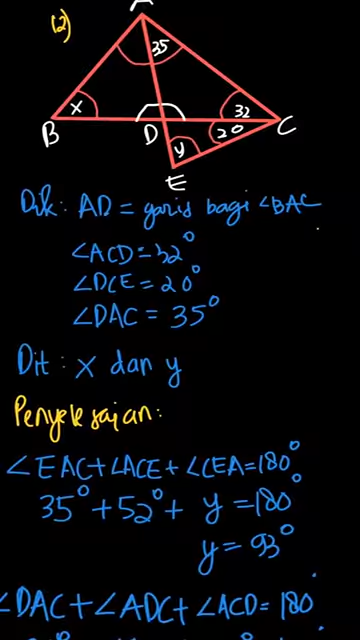 (2)
A
35
x
32
B
D
20
C
y
E
Dik: AD = garis bagi ∠BAC
∠ACD = 32°
∠DCE = 20°
∠DAC = 35°
Dit : x dan y
Penyelesaian:
∠EAC+∠ACE+∠CEA=180°
35°+52°+ y =180°
y = 93°
∠DAC+∠ADC+∠ACD=180°